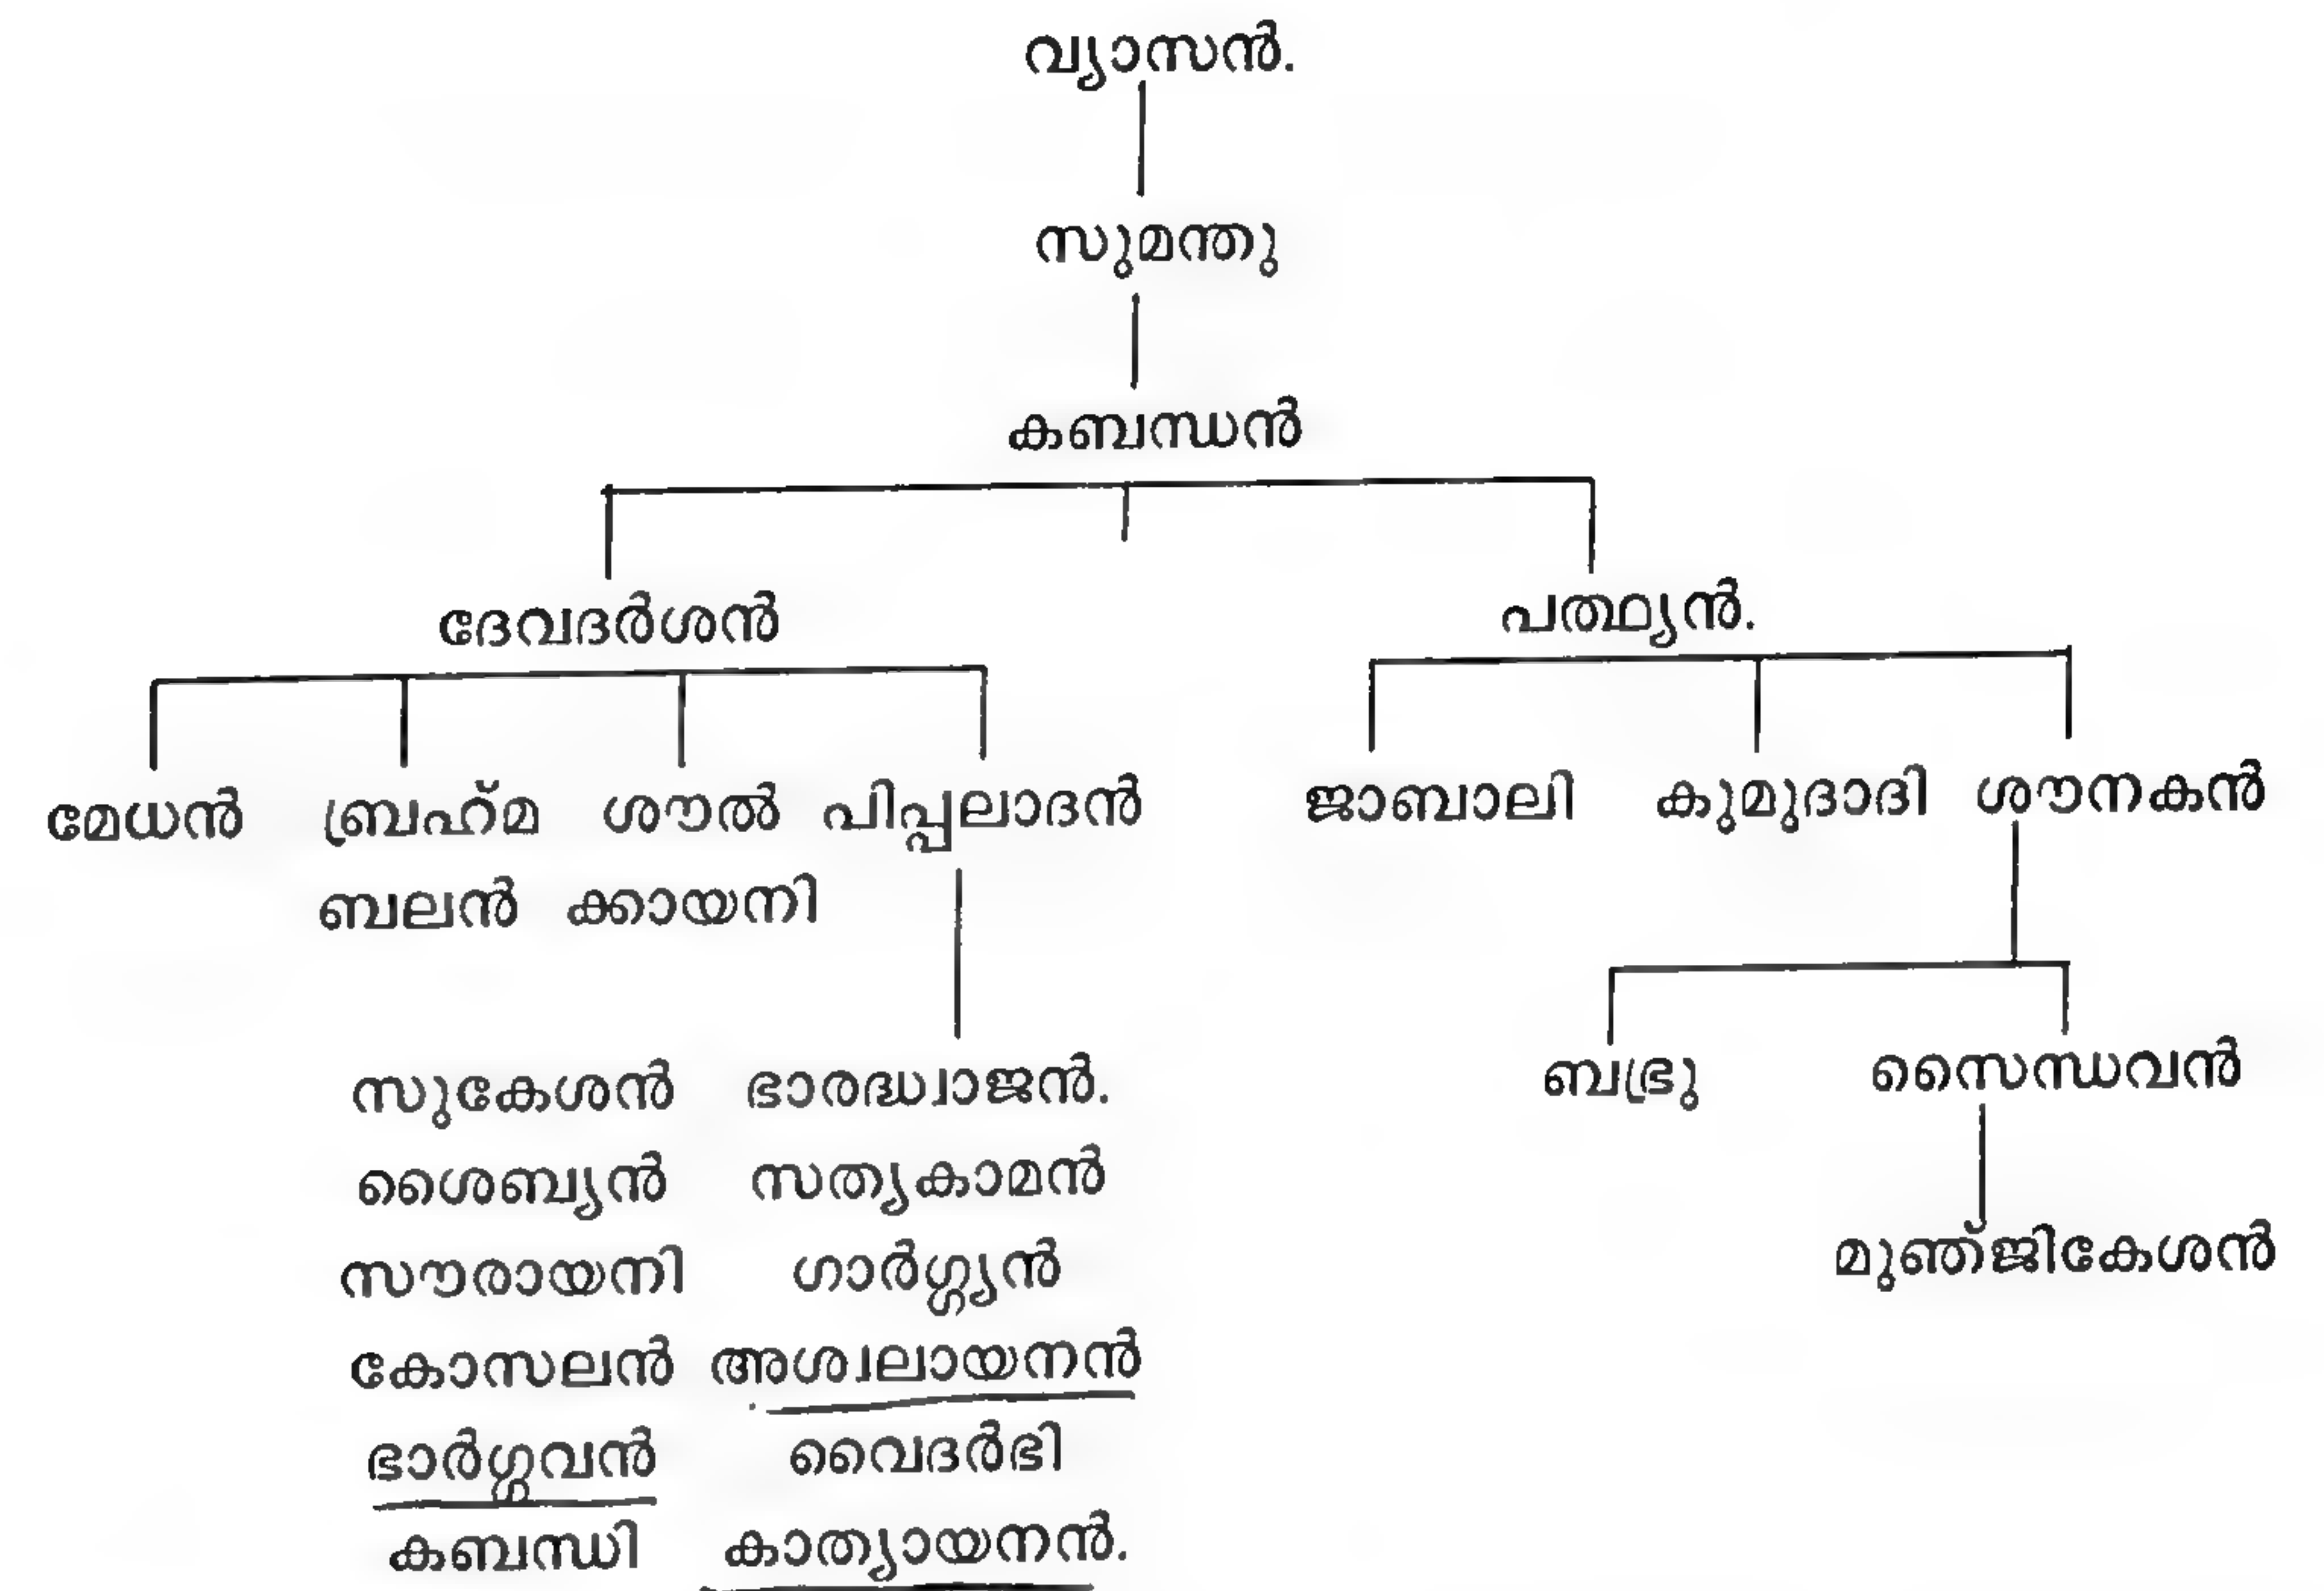 വ്യാസൻ.
സുമന്തു
കബന്ധൻ
ദേവദർശൻ പത്ഥ്യൻ.
മേധൻ ബ്രഹ്‌മ ശൗൽ പിപ്പലാദൻ ജാബാലി കുമുദാദി ശൗനകൻ
ബലൻ ക്കായനി
സുകേശൻ ഭാരദ്ധ്വാജൻ. ബഭ്രു സൈന്ധവൻ
ശൈബ്യൻ സത്യകാമൻ
സൗരായനി ഗാർഗ്ഗ്യൻ മുഞ്ജികേശൻ
കോസലൻ അശ്വലായനൻ
ഭാർഗ്ഗവൻ വൈദർഭി
കബന്ധി കാത്യായനൻ.